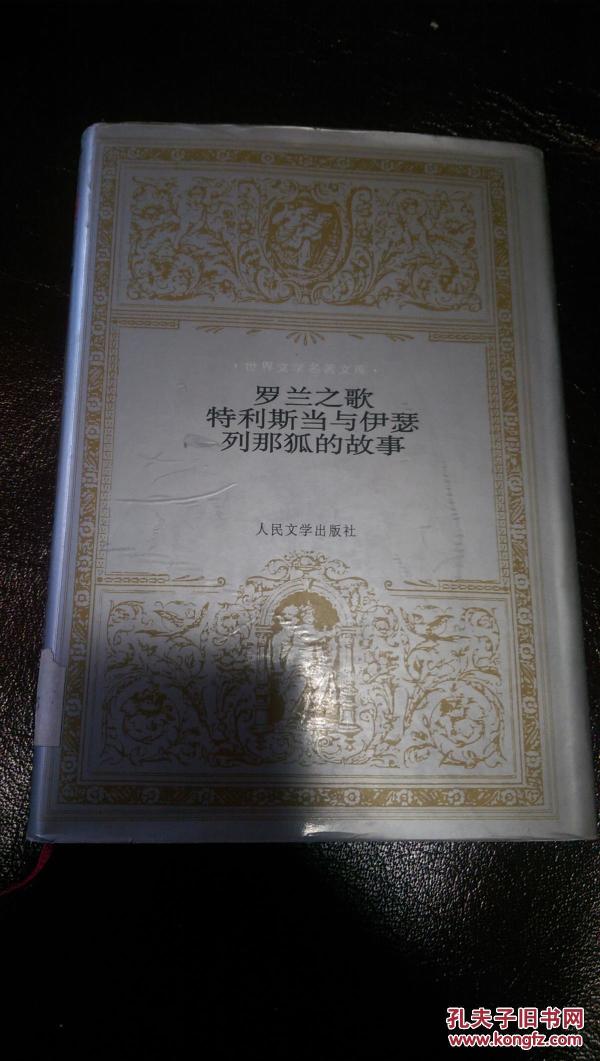 ·世界文学名著文库·
罗兰之歌
特利斯当与伊瑟
列那狐的故事
人民文学出版社
孔夫子旧书网
www.kongfz.com